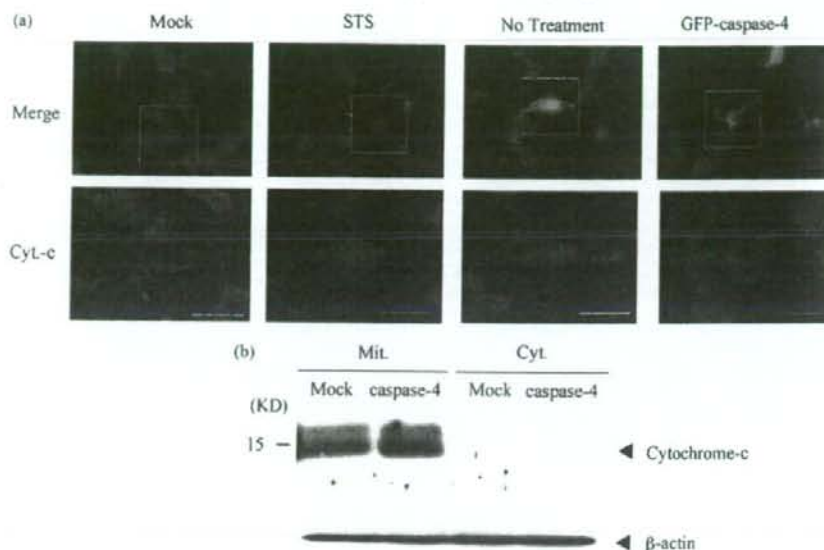 (a)
Mock STS No Treatment GFP-caspase-4
Merge
Cyt.-c
(b)
Mit. Cyt.
Mock caspase-4 Mock caspase-4
(KD)
15
Cytochrome-c
β-actin